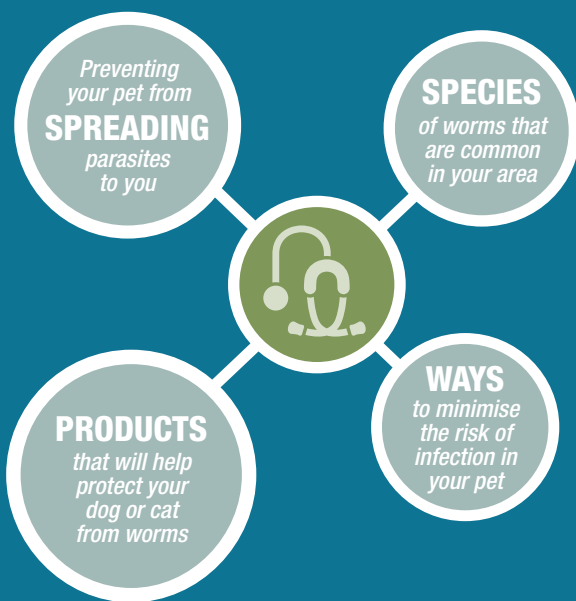 Preventing
your pet from
SPREADING
parasites
to you
SPECIES
of worms that
are common
in your area
PRODUCTS
that will help
protect your
dog or cat
from worms
WAYS
to minimise
the risk of
infection in
your pet